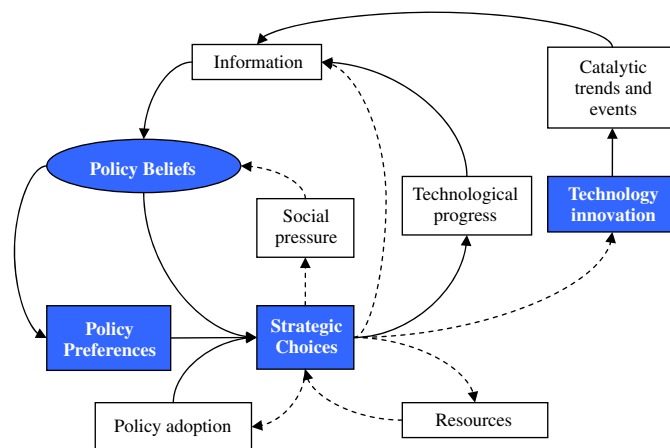 Information
Catalytic
trends and
events
Policy Beliefs
Social
pressure
Technological
progress
Technology
innovation
Policy
Preferences
Strategic
Choices
Policy adoption
Resources